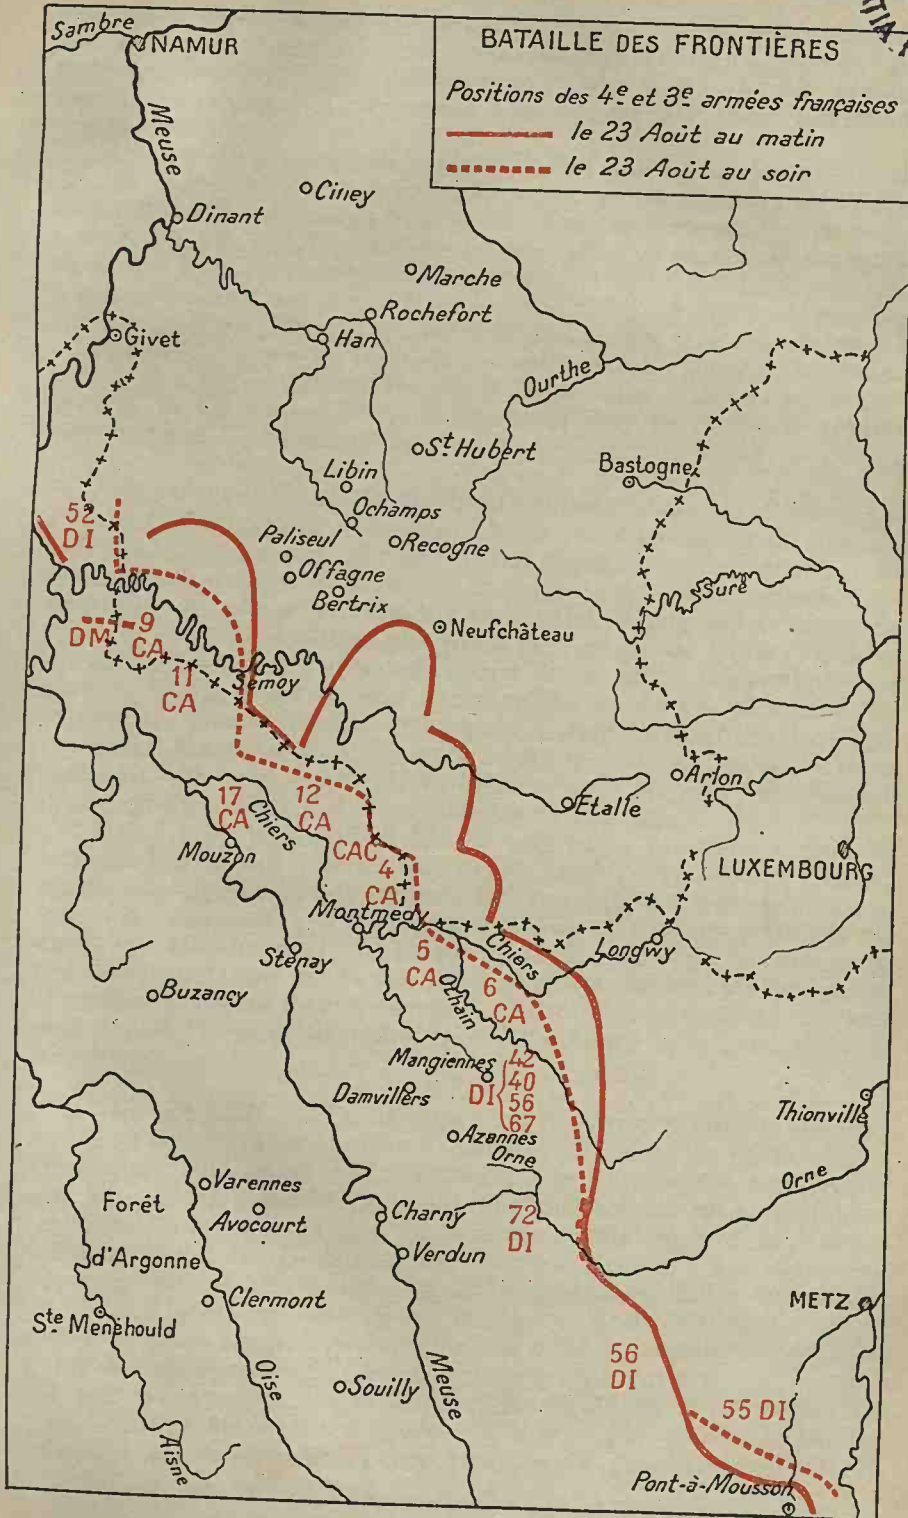 BATAILLE DES FRONTIÈRES
Positions des 4e et 3e armées françaises
le 23 Août au matin
le 23 Août au soir
Sambre
NAMUR
Meuse
Ciney
Dinant
Marche
Rochefort
Han
Givet
Ourthe
St. Hubert
Bastogne
Libin
Ochamps
52
DI
Paliseul
Recogne
Offagne
Bertrix
Sure
Neufchâteau
9
DM
CA
11
CA
Semoy
Arlon
Etalle
17
CA
Chiers
12
CA
Mouzon
CAC
4
CA
LUXEMBOURG
Montmedy
Chiers
Longwy
Stenay
5
CA
Othain
6
CA
Buzancy
Mangiennes
DI
42
40
56
67
Damvillers
Thionville
Azannes
Orne
Orne
Varennes
Forêt
d'Argonne
Avocourt
Charny
72
DI
Verdun
METZ
Clermont
Ste Menéhould
56
DI
Oise
Souilly
Meuse
55 DI
Aisne
Pont-à-Mousson